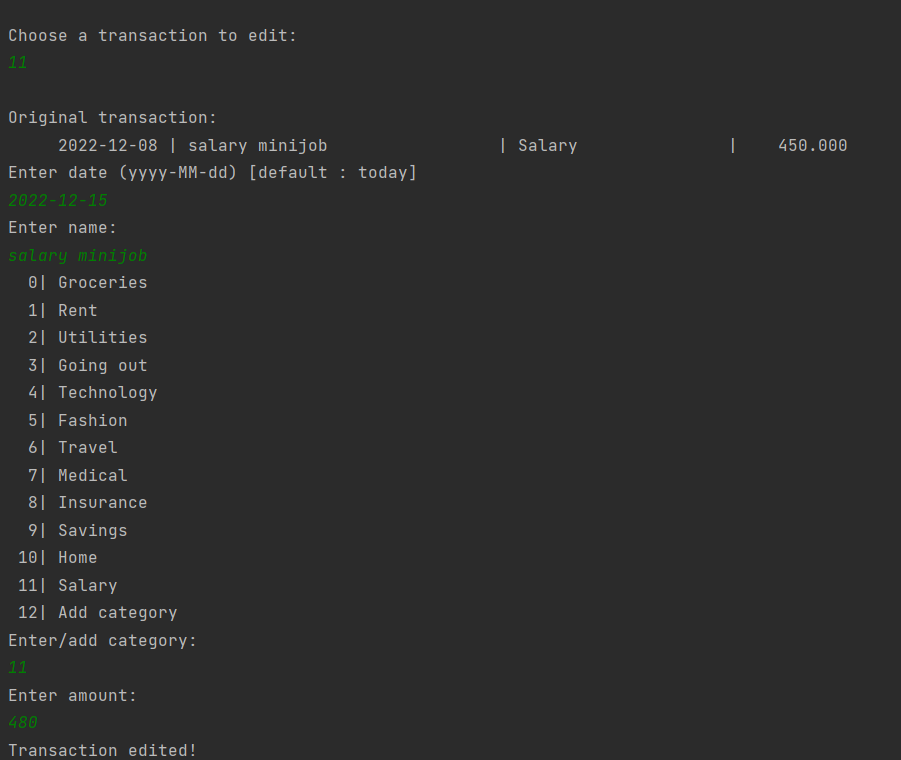 Choose a transaction to edit:
11
Original transaction:
     2022-12-08 | salary minijob                 | Salary               |    450.000
Enter date (yyyy-MM-dd) [default : today]
2022-12-15
Enter name:
salary minijob
  0| Groceries
  1| Rent
  2| Utilities
  3| Going out
  4| Technology
  5| Fashion
  6| Travel
  7| Medical
  8| Insurance
  9| Savings
 10| Home
 11| Salary
 12| Add category
Enter/add category:
11
Enter amount:
480
Transaction edited!